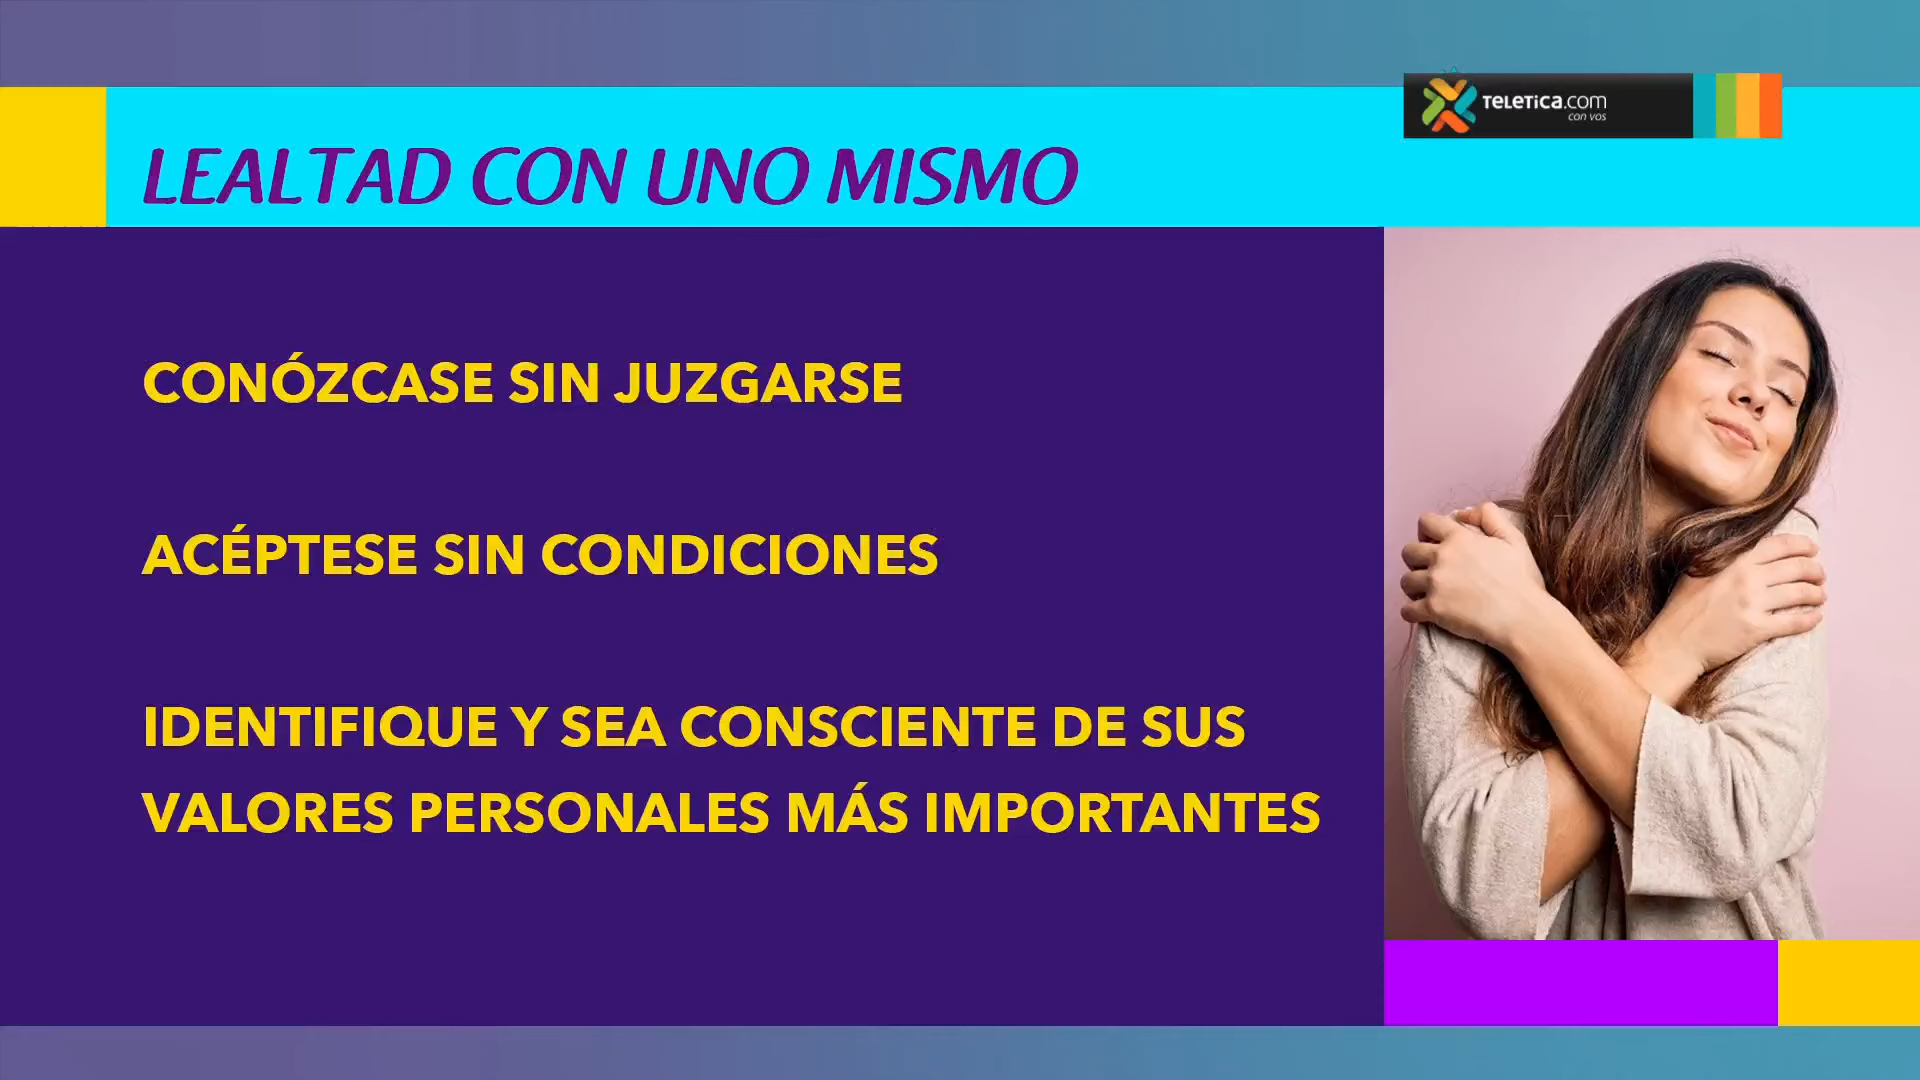 TELETICA.com
con vos
LEALTAD CON UNO MISMO
CONÓZCASE SIN JUZGARSE
ACÉPTESE SIN CONDICIONES
IDENTIFIQUE Y SEA CONSCIENTE DE SUS
VALORES PERSONALES MÁS IMPORTANTES